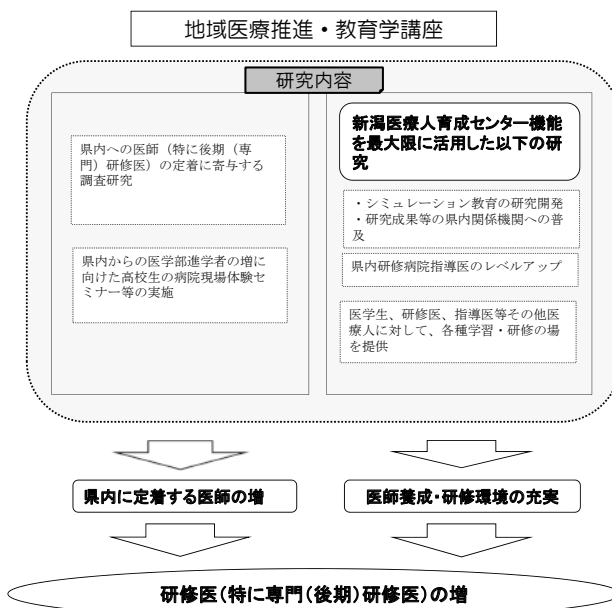 地域医療推進・教育学講座
研究内容
県内への医師（特に後期（専
門）研修医）の定着に寄与する
調査研究
県内からの医学部進学者の増に
向けた高校生の病院現場体験セ
ミナー等の実施
新潟医療人育成センター機能
を最大限に活用した以下の研
究
・シミュレーション教育の研究開発
・研究成果等の県内関係機関への普
及
県内研修病院指導医のレベルアップ
医学生、研修医、指導医等その他医
療人に対して、各種学習・研修の場
を提供
県内に定着する医師の増
医師養成・研修環境の充実
研修医（特に専門（後期）研修医）の増